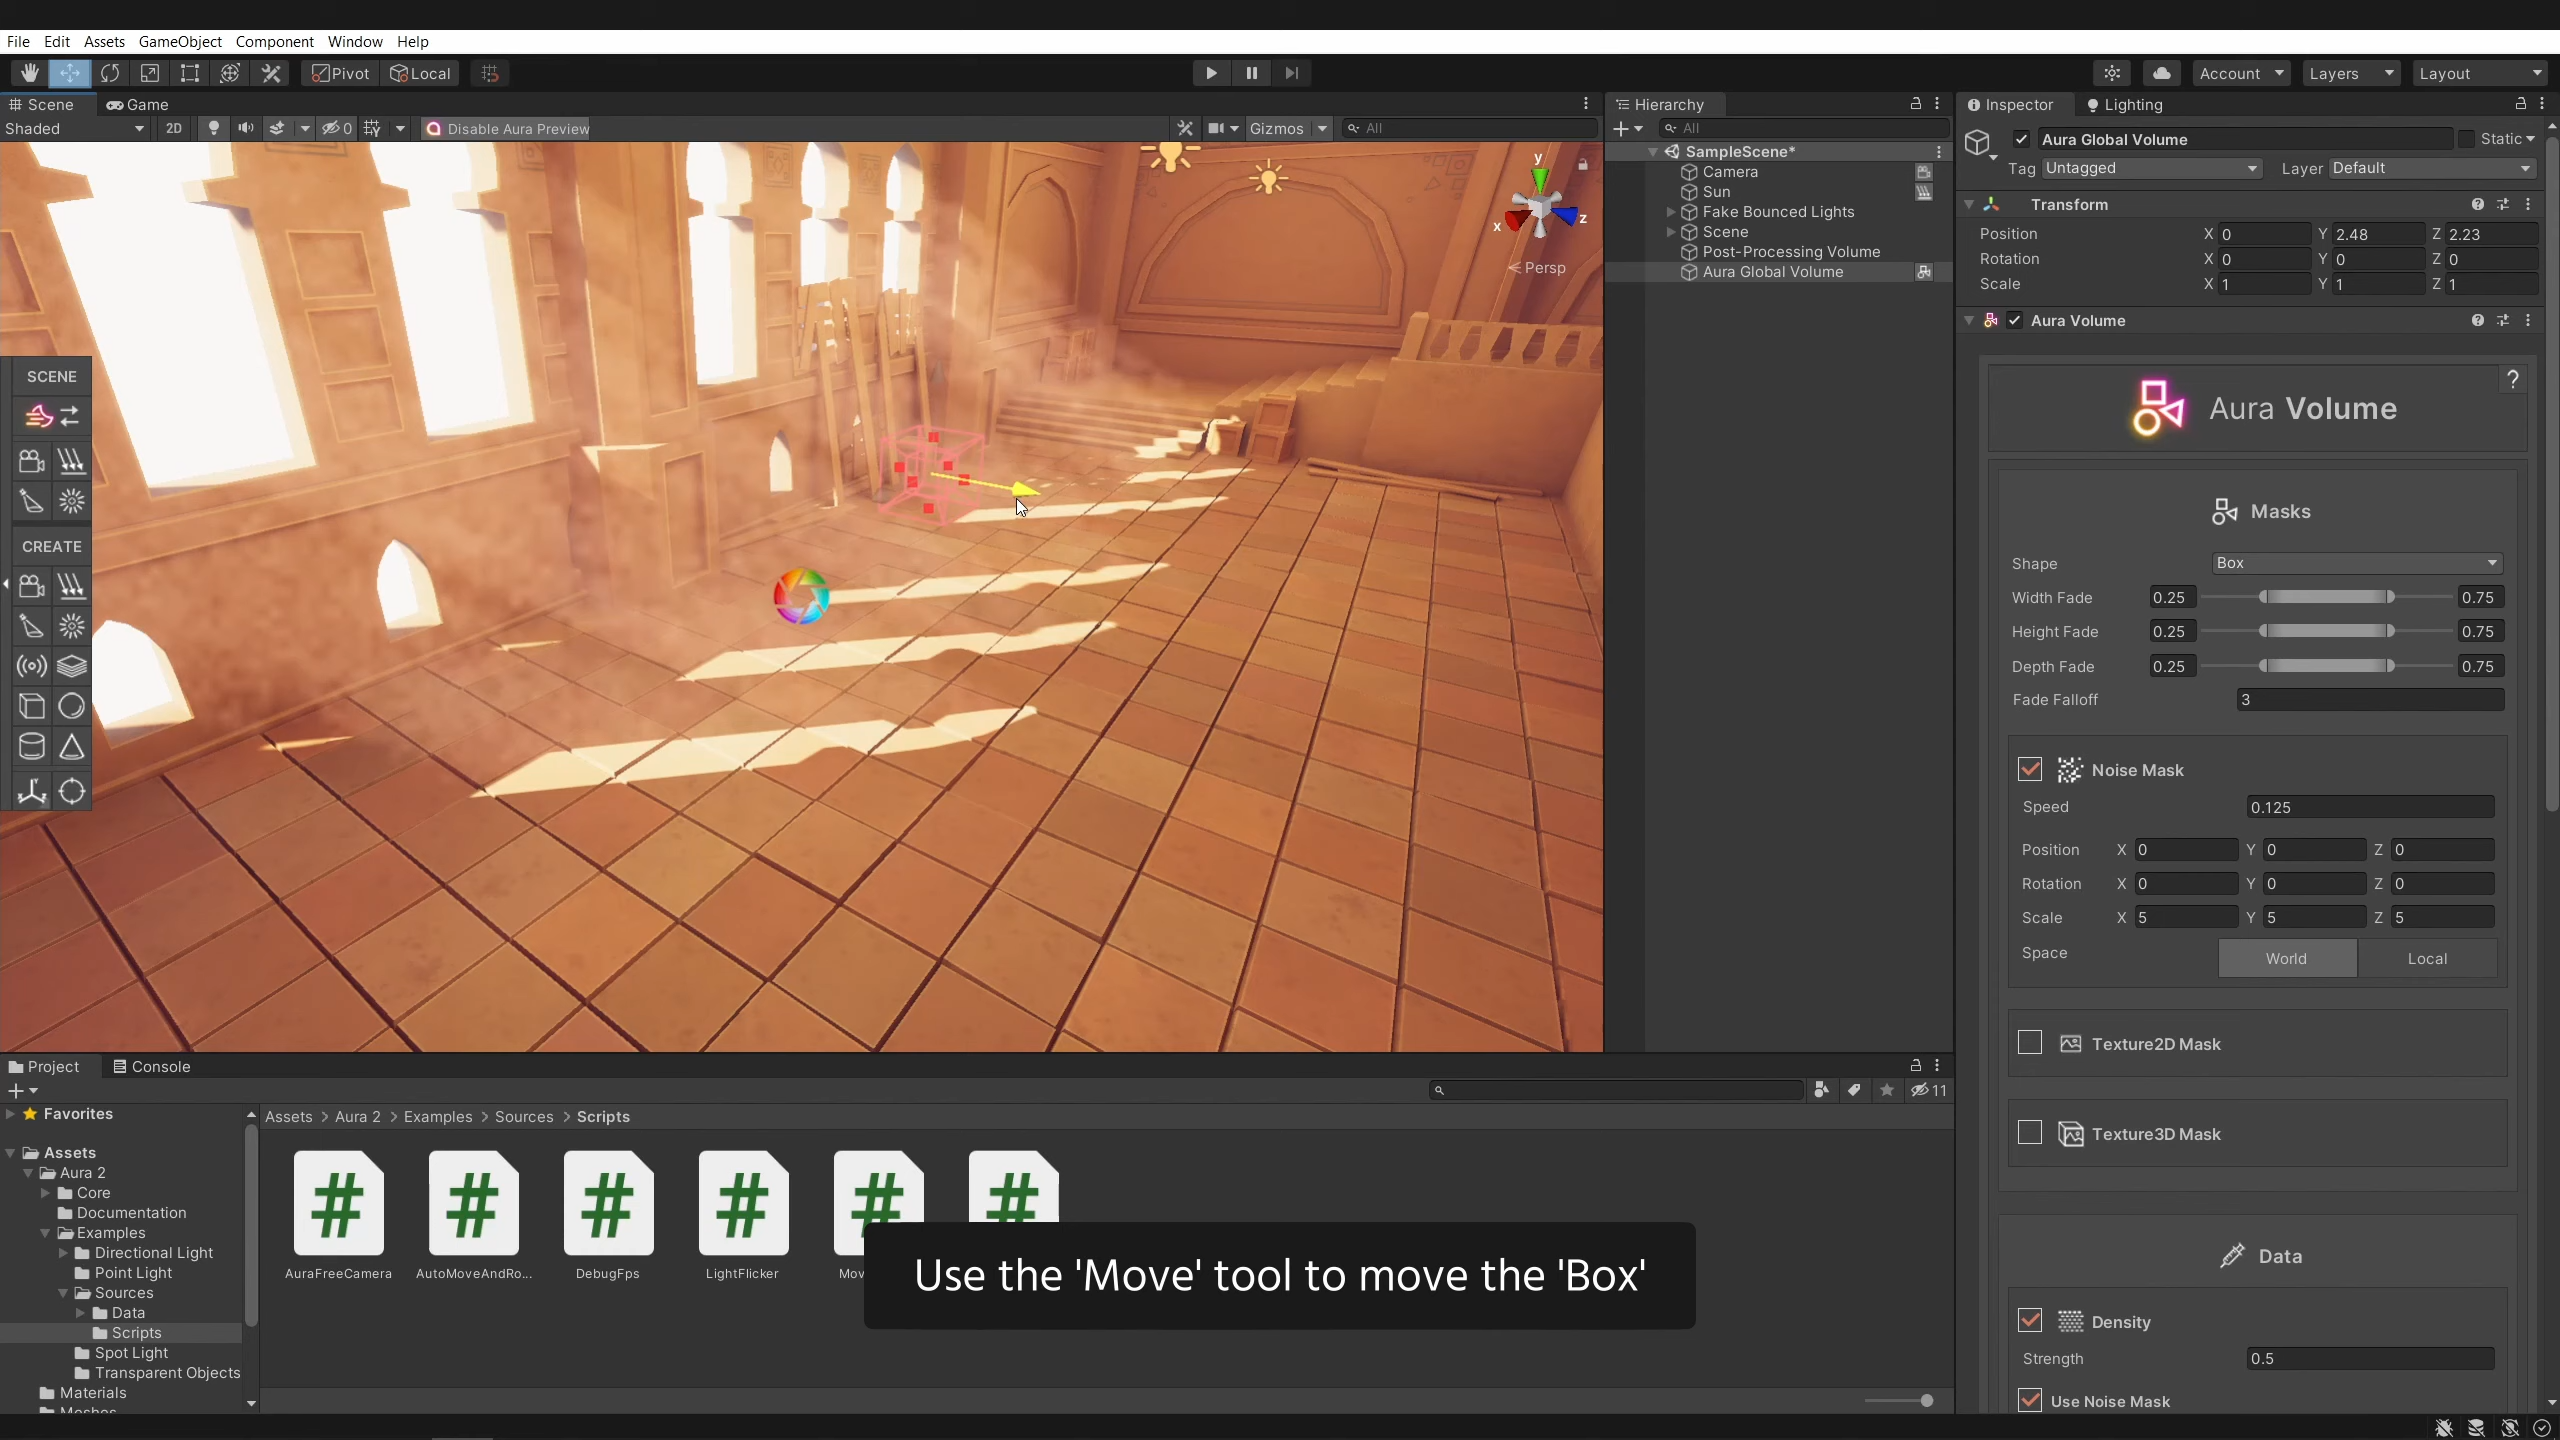 File Edit Assets GameObject Component Window Help
Pivot Local
Account Layers Layout
Scene Game
Hierarchy
Inspector Lighting
Shaded 2D 0 Disable Aura Preview Gizmos All
All
Aura Global Volume Static
Tag Untagged Layer Default
SampleScene*
Camera
Sun
Fake Bounced Lights
Scene
Post-Processing Volume
Aura Global Volume
y
x
z
Persp
Transform
Position X 0 Y 2.48 Z 2.23
Rotation X 0 Y 0 Z 0
Scale X 1 Y 1 Z 1
Aura Volume
?
Aura Volume
Masks
Shape Box
Width Fade 0.25 0.75
Height Fade 0.25 0.75
Depth Fade 0.25 0.75
Fade Falloff 3
Noise Mask
Speed 0.125
Position X 0 Y 0 Z 0
Rotation X 0 Y 0 Z 0
Scale X 5 Y 5 Z 5
Space World Local
Texture2D Mask
Texture3D Mask
Data
Density
Strength 0.5
Use Noise Mask
SCENE
CREATE
Project Console
11
Favorites
Assets
Aura 2
Core
Documentation
Examples
Directional Light
Point Light
Sources
Data
Scripts
Spot Light
Transparent Objects
Materials
Meshes
Assets > Aura 2 > Examples > Sources > Scripts
AuraFreeCamera AutoMoveAndRo... DebugFps LightFlicker Mov
Use the 'Move' tool to move the 'Box'